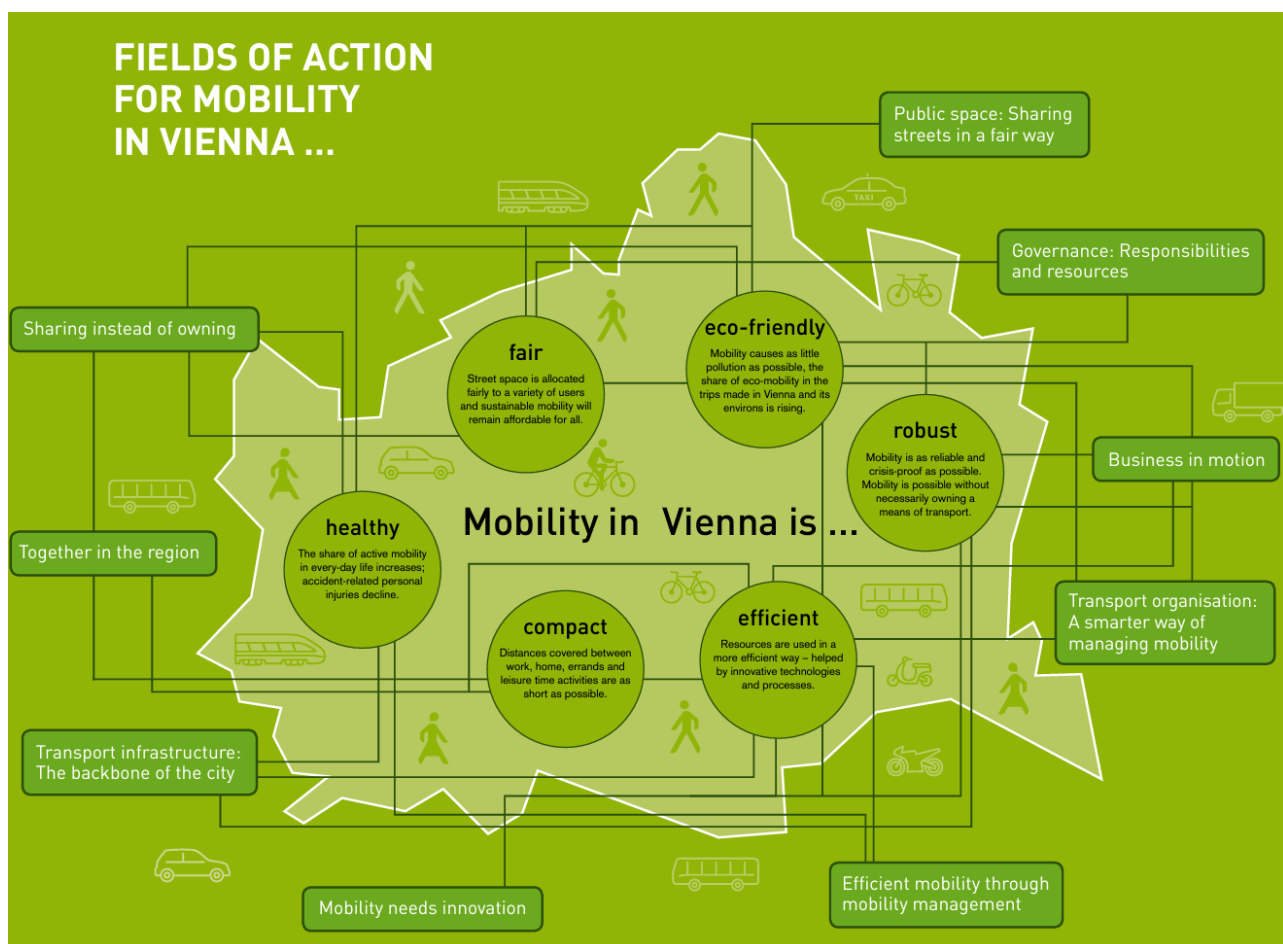 FIELDS OF ACTION
FOR MOBILITY
IN VIENNA ...
Public space: Sharing
streets in a fair way
TAXI
Governance: Responsibilities
and resources
Sharing instead of owning
eco-friendly
Mobility causes as little
pollution as possible, the
share of eco-mobility in the
trips made in Vienna and its
environs is rising.
fair
Street space is allocated
fairly to a variety of users
and sustainable mobility will
remain affordable for all.
robust
Mobility is as reliable and
crisis-proof as possible.
Mobility is possible without
necessarily owning a
means of transport.
Business in motion
Mobility in Vienna is ...
healthy
The share of active mobility
in every-day life increases;
accident-related personal
injuries decline.
Together in the region
compact
Distances covered between
work, home, errands and
leisure time activities are as
short as possible.
efficient
Resources are used in a
more efficient way – helped
by innovative technologies
and processes.
Transport organisation:
A smarter way of
managing mobility
Transport infrastructure:
The backbone of the city
Mobility needs innovation
Efficient mobility through
mobility management